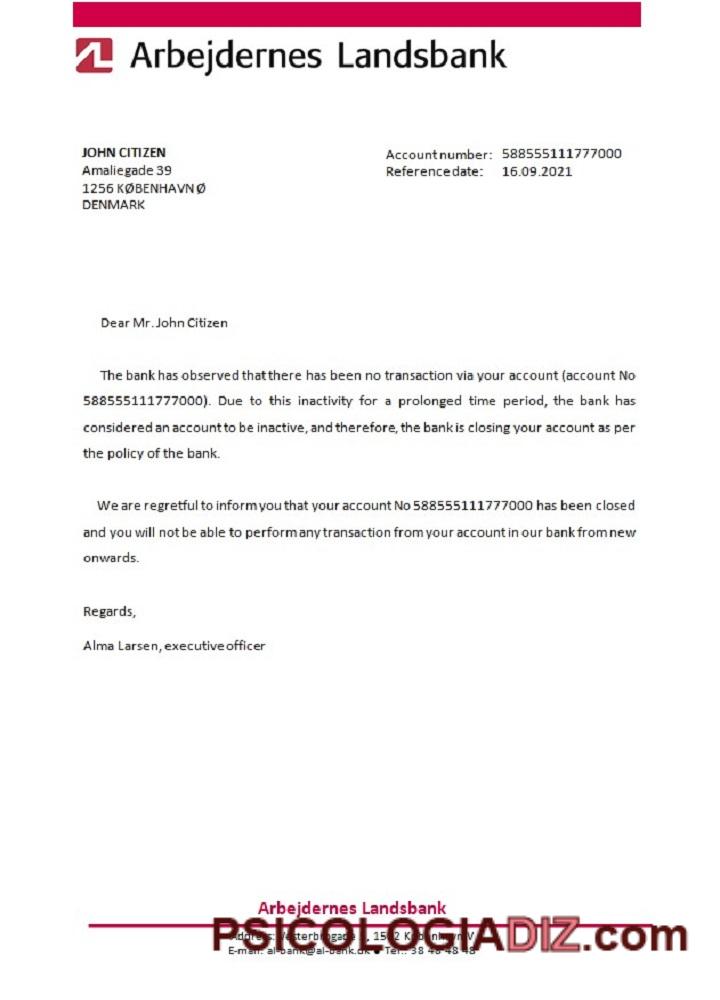 Arbejdernes Landsbank
JOHN CITIZEN
Amaliegade 39
1256 KØBENHAVN Ø
DENMARK
Account number: 588555111777000
Reference date: 16.09.2021
Dear Mr. John Citizen
The bank has observed that there has been no transaction via your account (account No
588555111777000). Due to this inactivity for a prolonged time period, the bank has
considered an account to be inactive, and therefore, the bank is closing your account as per
the policy of the bank.
We are regretful to inform you that your account No 588555111777000 has been closed
and you will not be able to perform any transaction from your account in our bank from new
onwards.
Regards,
Alma Larsen, executive officer
Arbejdernes Landsbank
PSICOLOGIADIZ.com
E-mail: al-bank@al-bank.dk ● Tel.: 38 48 48 48